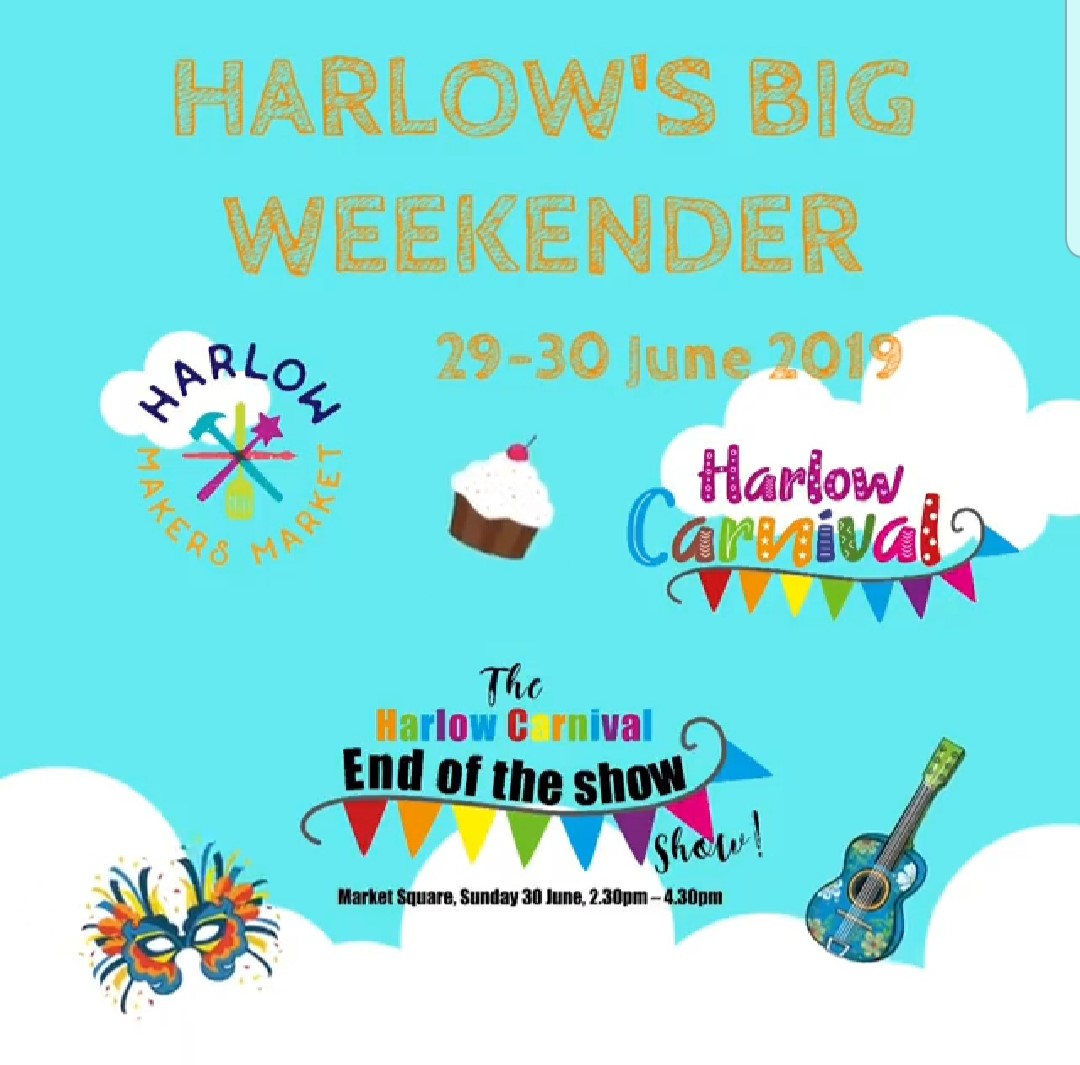 HARLOW'S BIG
WEEKENDER
29-30 June 2019
HARLOW
MAKERS MARKET
Harlow
Carnival
The
Harlow Carnival
End of the show
Show!
Market Square, Sunday 30 June, 2.30pm – 4.30pm